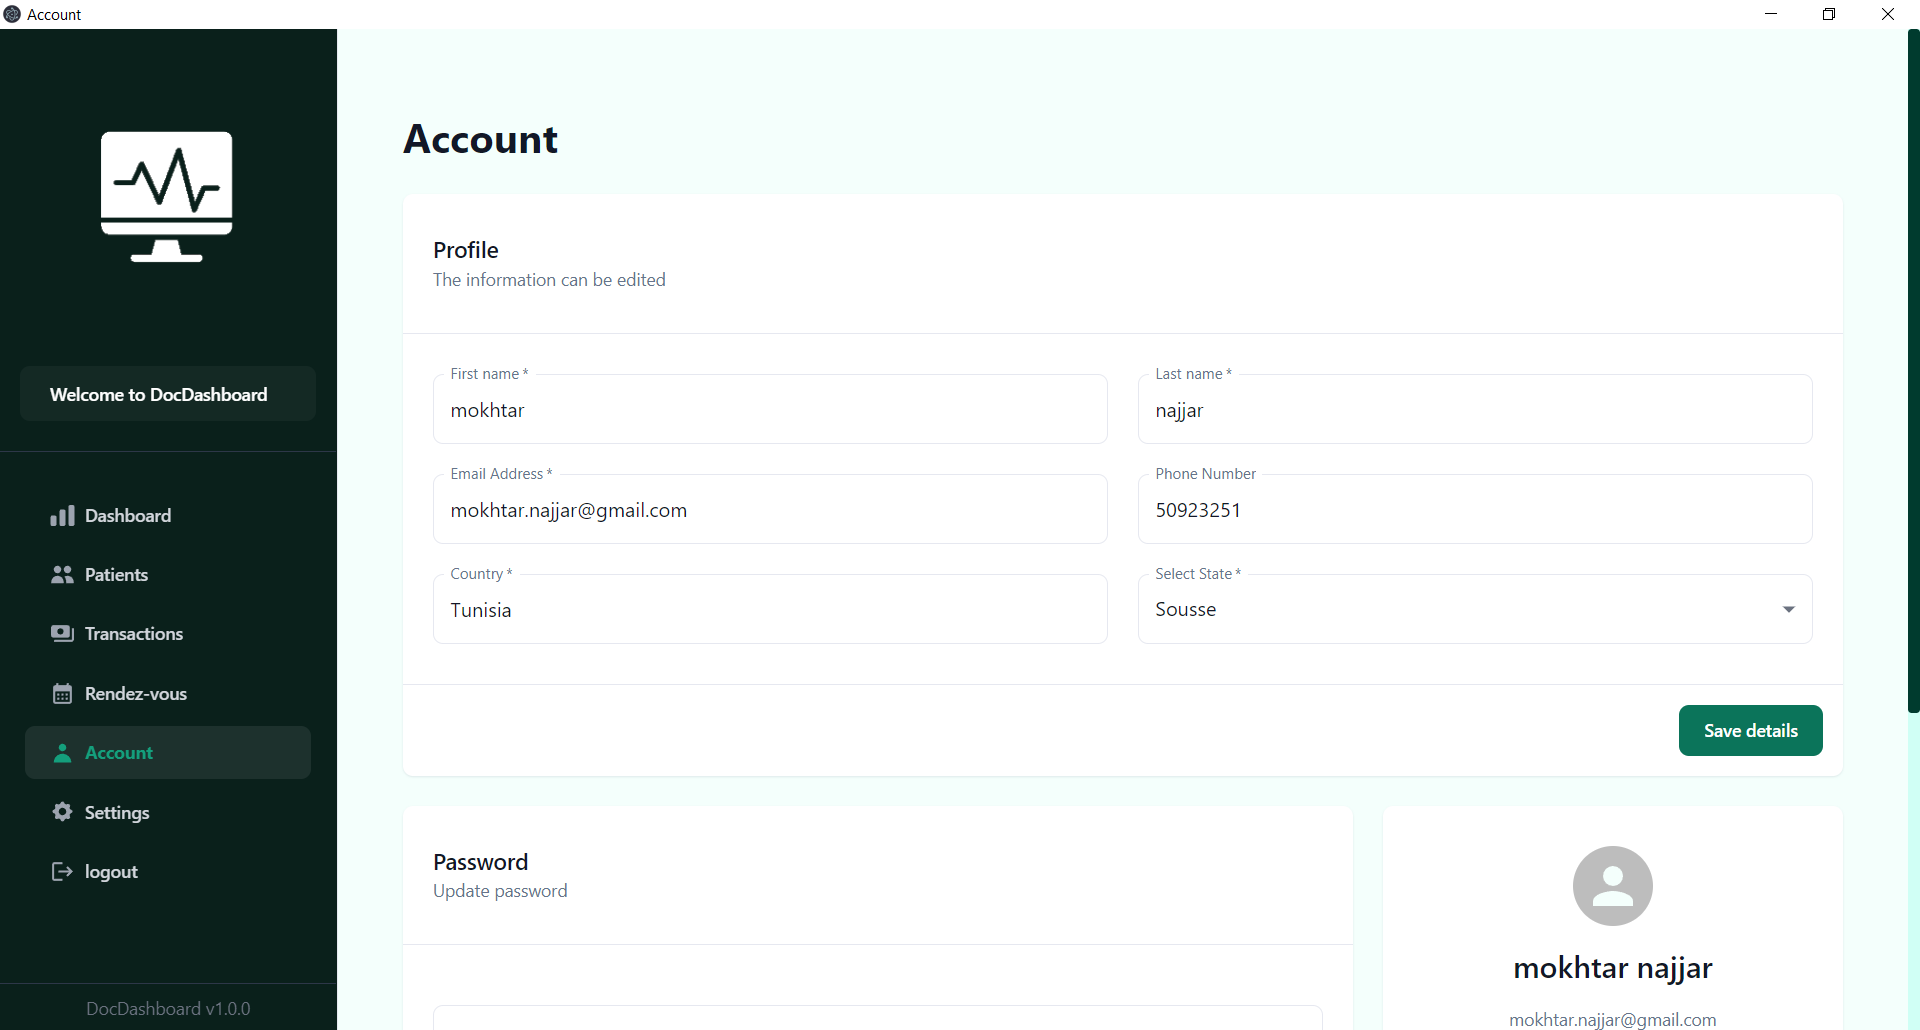 Account
Welcome to DocDashboard
Dashboard
Patients
Transactions
Rendez-vous
Account
Settings
logout
DocDashboard v1.0.0
Account
Profile
The information can be edited
First name *
mokhtar
Last name *
najjar
Email Address *
mokhtar.najjar@gmail.com
Phone Number
50923251
Country *
Tunisia
Select State *
Sousse
Save details
Password
Update password
mokhtar najjar
mokhtar.najjar@gmail.com